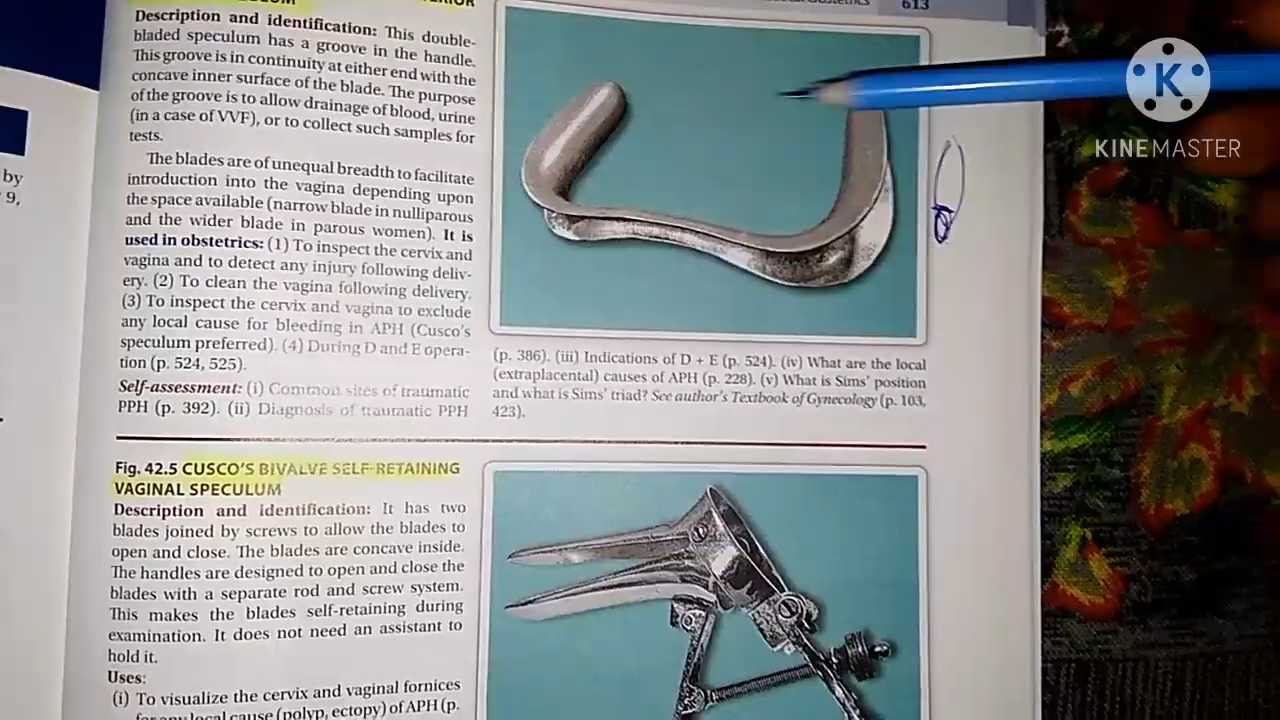 613
Description and identification: This double-
bladed speculum has a groove in the handle.
This groove is in continuity at either end with the
concave inner surface of the blade. The purpose
of the groove is to allow drainage of blood, urine
(in a case of VVF), or to collect such samples for
tests.
The blades are of unequal breadth to facilitate
introduction into the vagina depending upon
the space available (narrow blade in nulliparous
and the wider blade in parous women). It is
used in obstetrics: (1) To inspect the cervix and
vagina and to detect any injury following deliv-
ery. (2) To clean the vagina following delivery.
(3) To inspect the cervix and vagina to exclude
any local cause for bleeding in APH (Cusco's
speculum preferred). (4) During D and E opera-
tion (p. 524, 525).
Self-assessment: (i) Common sites of traumatic
PPH (p. 392). (ii) Diagnosis of traumatic PPH
(p. 386). (iii) Indications of D + E (p. 524). (iv) What are the local
(extraplacental) causes of APH (p. 228). (v) What is Sims' position
and what is Sims' triad? See author's Textbook of Gynecology (p. 103,
423).
Fig. 42.5 CUSCO'S BIVALVE SELF-RETAINING
VAGINAL SPECULUM
Description and identification: It has two
blades joined by screws to allow the blades to
open and close. The blades are concave inside.
The handles are designed to open and close the
blades with a separate rod and screw system.
This makes the blades self-retaining during
examination. It does not need an assistant to
hold it.
Uses:
(i) To visualize the cervix and vaginal fornices
for any local cause (polyp, ectopy) of APH (p.
by
9,
K
KINEMASTER